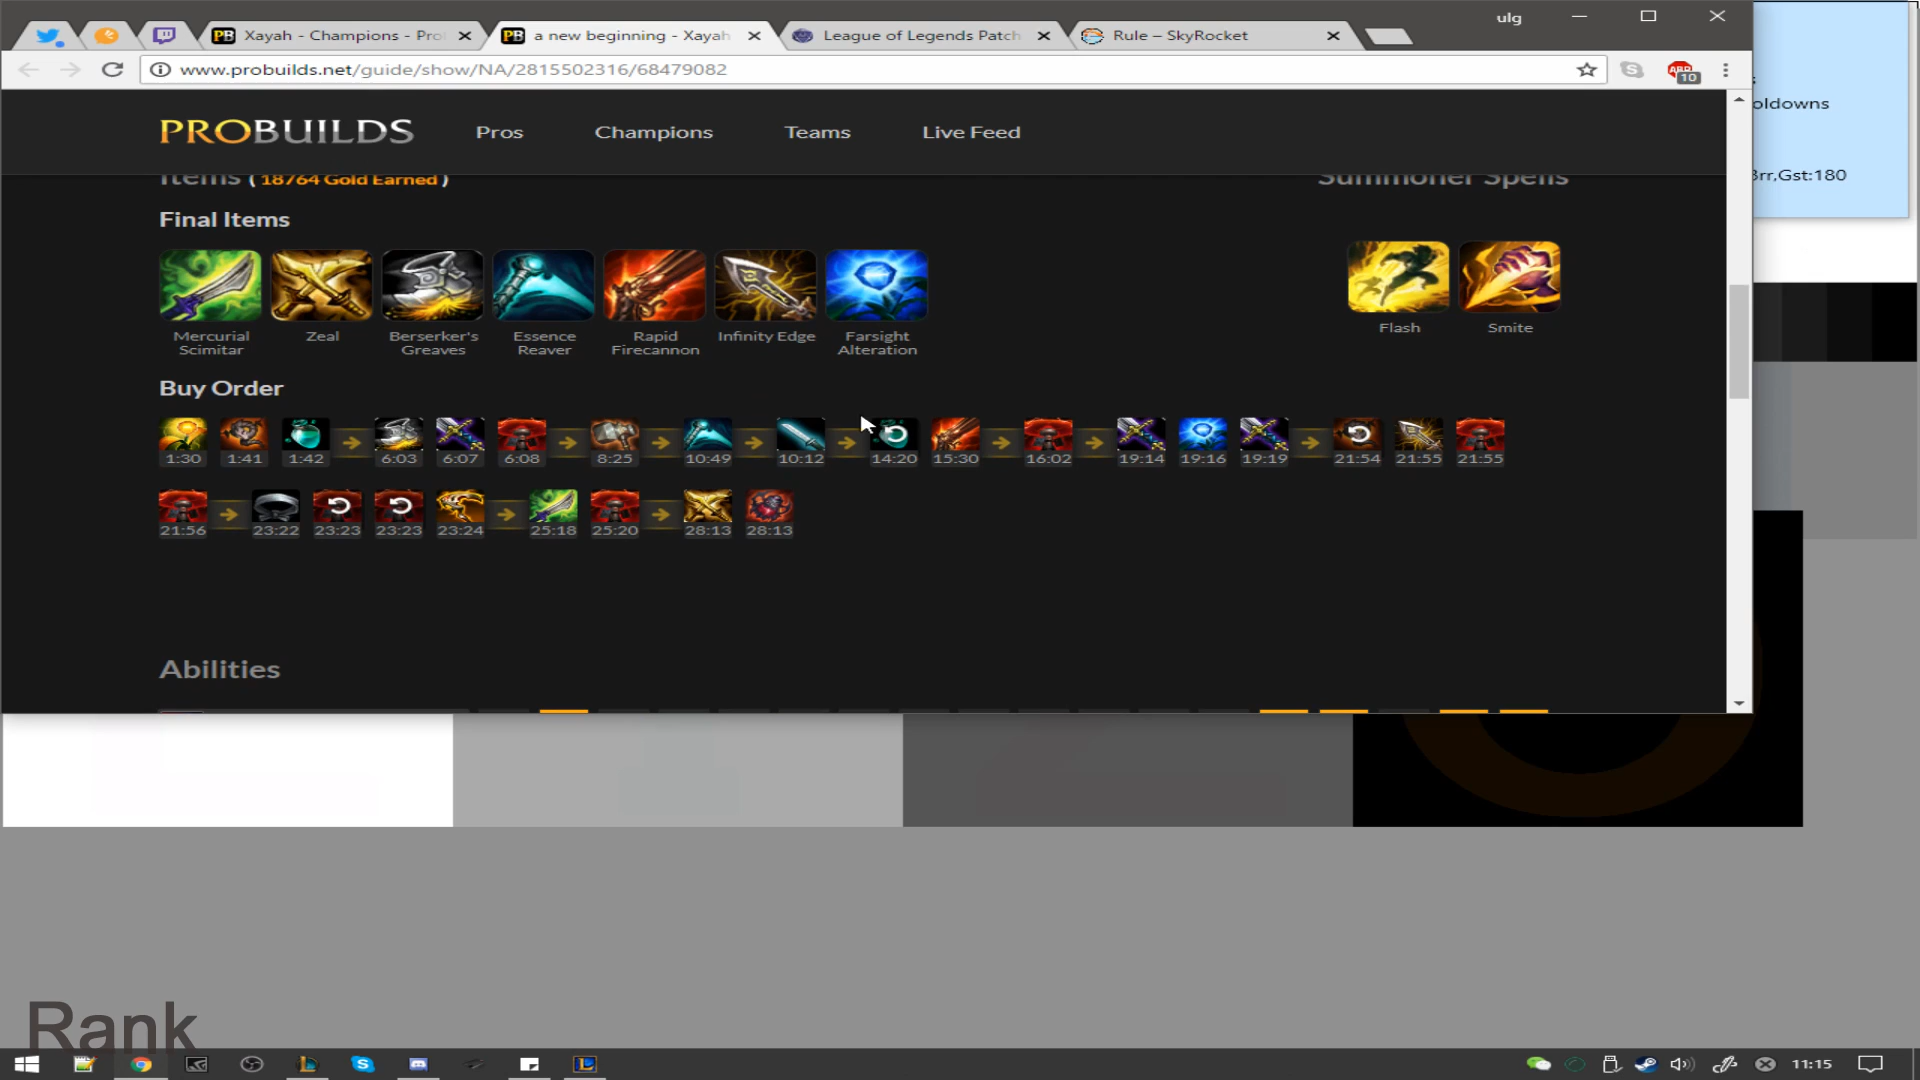 ulg
Xayah - Champions - Pro
a new beginning - Xayah
League of Legends Patch
Rule – SkyRocket
www.probuilds.net/guide/show/NA/2815502316/68479082
ABP
10
oldowns
PROBUILDS
Pros
Champions
Teams
Live Feed
Items ( 18764 Gold Earned )
Summoner Spells
rr,Gst:180
Final Items
Mercurial Scimitar
Zeal
Berserker's Greaves
Essence Reaver
Rapid Firecannon
Infinity Edge
Farsight Alteration
Flash
Smite
Buy Order
1:30 1:41 1:42 6:03 6:07 6:08 8:25 10:49 10:12 14:20 15:30 16:02 19:14 19:16 19:19 21:54 21:55 21:55
21:56 23:22 23:23 23:23 23:24 25:18 25:20 28:13 28:13
Abilities
Rank
11:15